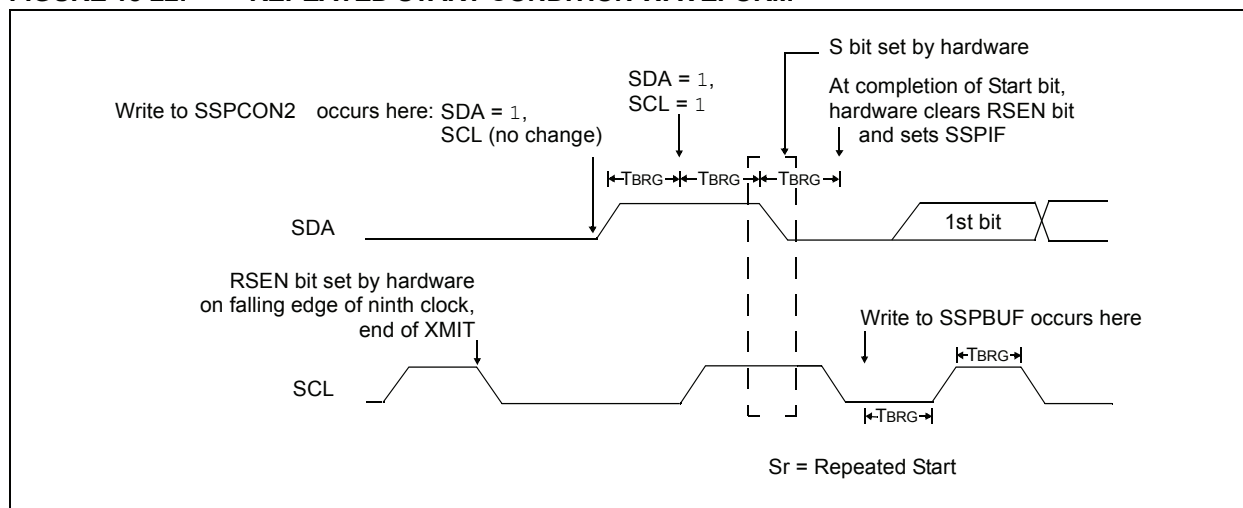 S bit set by hardware
SDA = 1,
SCL = 1
At completion of Start bit,
hardware clears RSEN bit
and sets SSPIF
Write to SSPCON2 occurs here: SDA = 1,
SCL (no change)
TBRG
TBRG
TBRG
SDA
1st bit
RSEN bit set by hardware
on falling edge of ninth clock,
end of XMIT
Write to SSPBUF occurs here
TBRG
SCL
TBRG
Sr = Repeated Start